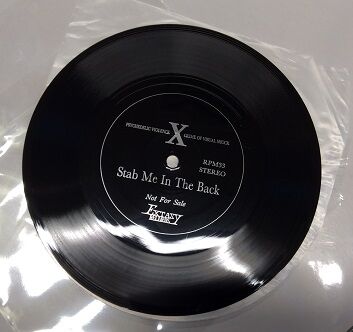 PSYCHEDELIC VIOLENCE X CRIME OF VISUAL SHOCK
RPM33
STEREO
Stab Me In The Back
Not For Sale
EXTASY
RECORDS